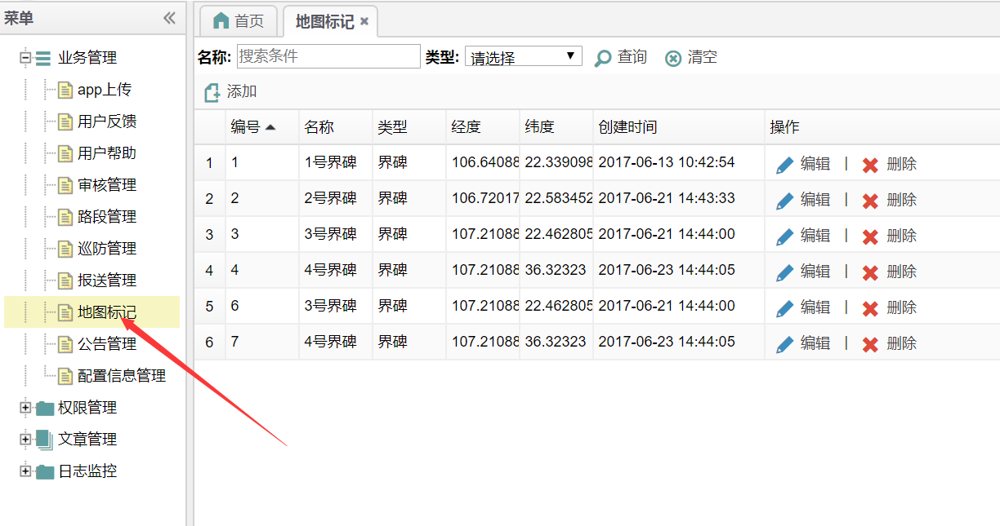 菜单
业务管理
app上传
用户反馈
用户帮助
审核管理
路段管理
巡防管理
报送管理
地图标记
公告管理
配置信息管理
权限管理
文章管理
日志监控
首页 地图标记
名称: 搜索条件 类型: 请选择 查询 清空
添加
编号 名称 类型 经度 纬度 创建时间 操作
1 1 1号界碑 界碑 106.64088 22.339098 2017-06-13 10:42:54 编辑 | 删除
2 2 2号界碑 界碑 106.72017 22.583452 2017-06-21 14:43:33 编辑 | 删除
3 3 3号界碑 界碑 107.21088 22.462805 2017-06-21 14:44:00 编辑 | 删除
4 4 4号界碑 界碑 107.21088 36.32323 2017-06-23 14:44:05 编辑 | 删除
5 6 3号界碑 界碑 107.21088 22.462805 2017-06-21 14:44:00 编辑 | 删除
6 7 4号界碑 界碑 107.21088 36.32323 2017-06-23 14:44:05 编辑 | 删除